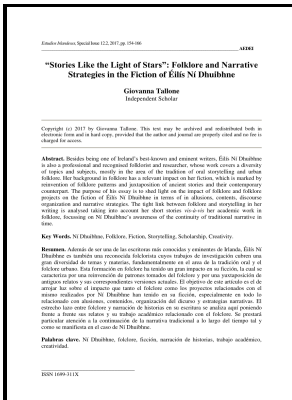 Estudios Irlandeses, Special Issue 12.2, 2017, pp. 154-166
AEDEI
“Stories Like the Light of Stars”: Folklore and Narrative
Strategies in the Fiction of Éilís Ní Dhuibhne
Giovanna Tallone
Independent Scholar
Copyright (c) 2017 by Giovanna Tallone. This text may be archived and redistributed both in
electronic form and in hard copy, provided that the author and journal are properly cited and no fee is
charged for access.
Abstract. Besides being one of Ireland’s best-known and eminent writers, Éilís Ní Dhuibhne
is also a professional and recognised folklorist and researcher, whose work covers a diversity
of topics and subjects, mostly in the area of the tradition of oral storytelling and urban
folklore. Her background in folklore has a relevant impact on her fiction, which is marked by
reinvention of folklore patterns and juxtaposition of ancient stories and their contemporary
counterpart. The purpose of this essay is to shed light on the impact of folklore and folklore
projects on the fiction of Éilís Ní Dhuibhne in terms of in allusions, contents, discourse
organization and narrative strategies. The tight link between folklore and storytelling in her
writing is analysed taking into account her short stories vis-à-vis her academic work in
folklore, focusing on Ní Dhuibhne’s awareness of the continuity of traditional narrative in
time.
Key Words. Ní Dhuibhne, Folklore, Fiction, Storytelling, Scholarship, Creativity.
Resumen. Además de ser una de las escritoras más conocidas y eminentes de Irlanda, Éilís Ní
Dhuibhne es también una reconocida folclorista cuyos trabajos de investigación cubren una
gran diversidad de temas y materias, fundamentalmente en el área de la tradición oral y el
folklore urbano. Esta formación en folclore ha tenido un gran impacto en su ficción, la cual se
caracteriza por una reinvención de patrones sacados del folclore y por una yuxtaposición de
antiguos relatos y sus correspondientes versiones actuales. El objetivo de este artículo es el de
arrojar luz sobre el impacto que tanto el folklore como los proyectos relacionados con el
mismo realizados por Ní Dhuibhne han tenido en su ficción, especialmente en todo lo
relacionado con alusiones, contenidos, organización del discurso y estrategias narrativas. El
estrecho lazo entre folklore y narración de historias en su escritura se analiza aquí poniendo
frente a frente sus relatos y su trabajo académico relacionado con el folclore. Se prestará
particular atención a la continuación de la narrativa tradicional a lo largo del tiempo tal y
como se manifiesta en el caso de Ní Dhuibhne.
Palabras clave. Ní Dhuibhne, folclore, ficción, narración de historias, trabajo académico,
creatividad.
ISSN 1699-311X